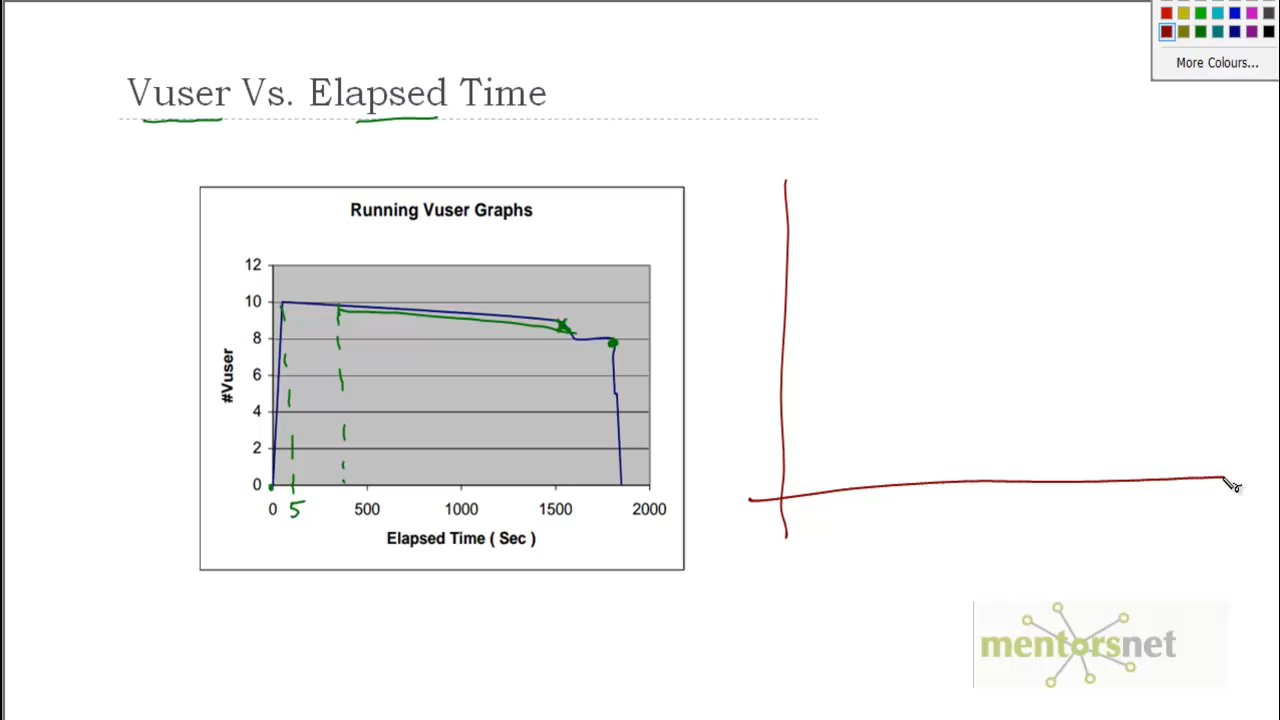 More Colours...
Vuser Vs. Elapsed Time
Running Vuser Graphs
12
10
8
6
4
2
0
#Vuser
0 5 500 1000 1500 2000
Elapsed Time ( Sec )
mentorsnet